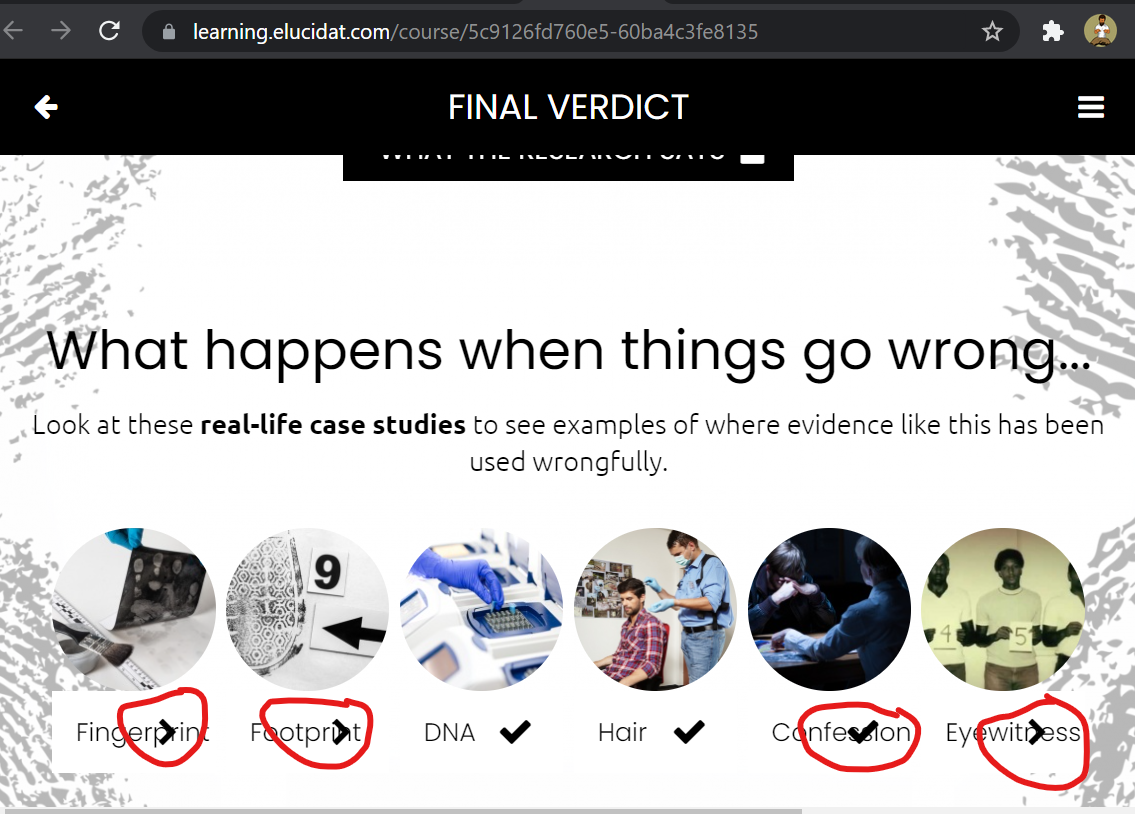 learning.elucidat.com/course/5c9126fd760e5-60ba4c3fe8135
FINAL VERDICT
WHAT THE RESEARCH SAYS
What happens when things go wrong...
Look at these real-life case studies to see examples of where evidence like this has been
used wrongfully.
9
4 5
Fingerprint Footprint DNA Hair Confession Eyewitness